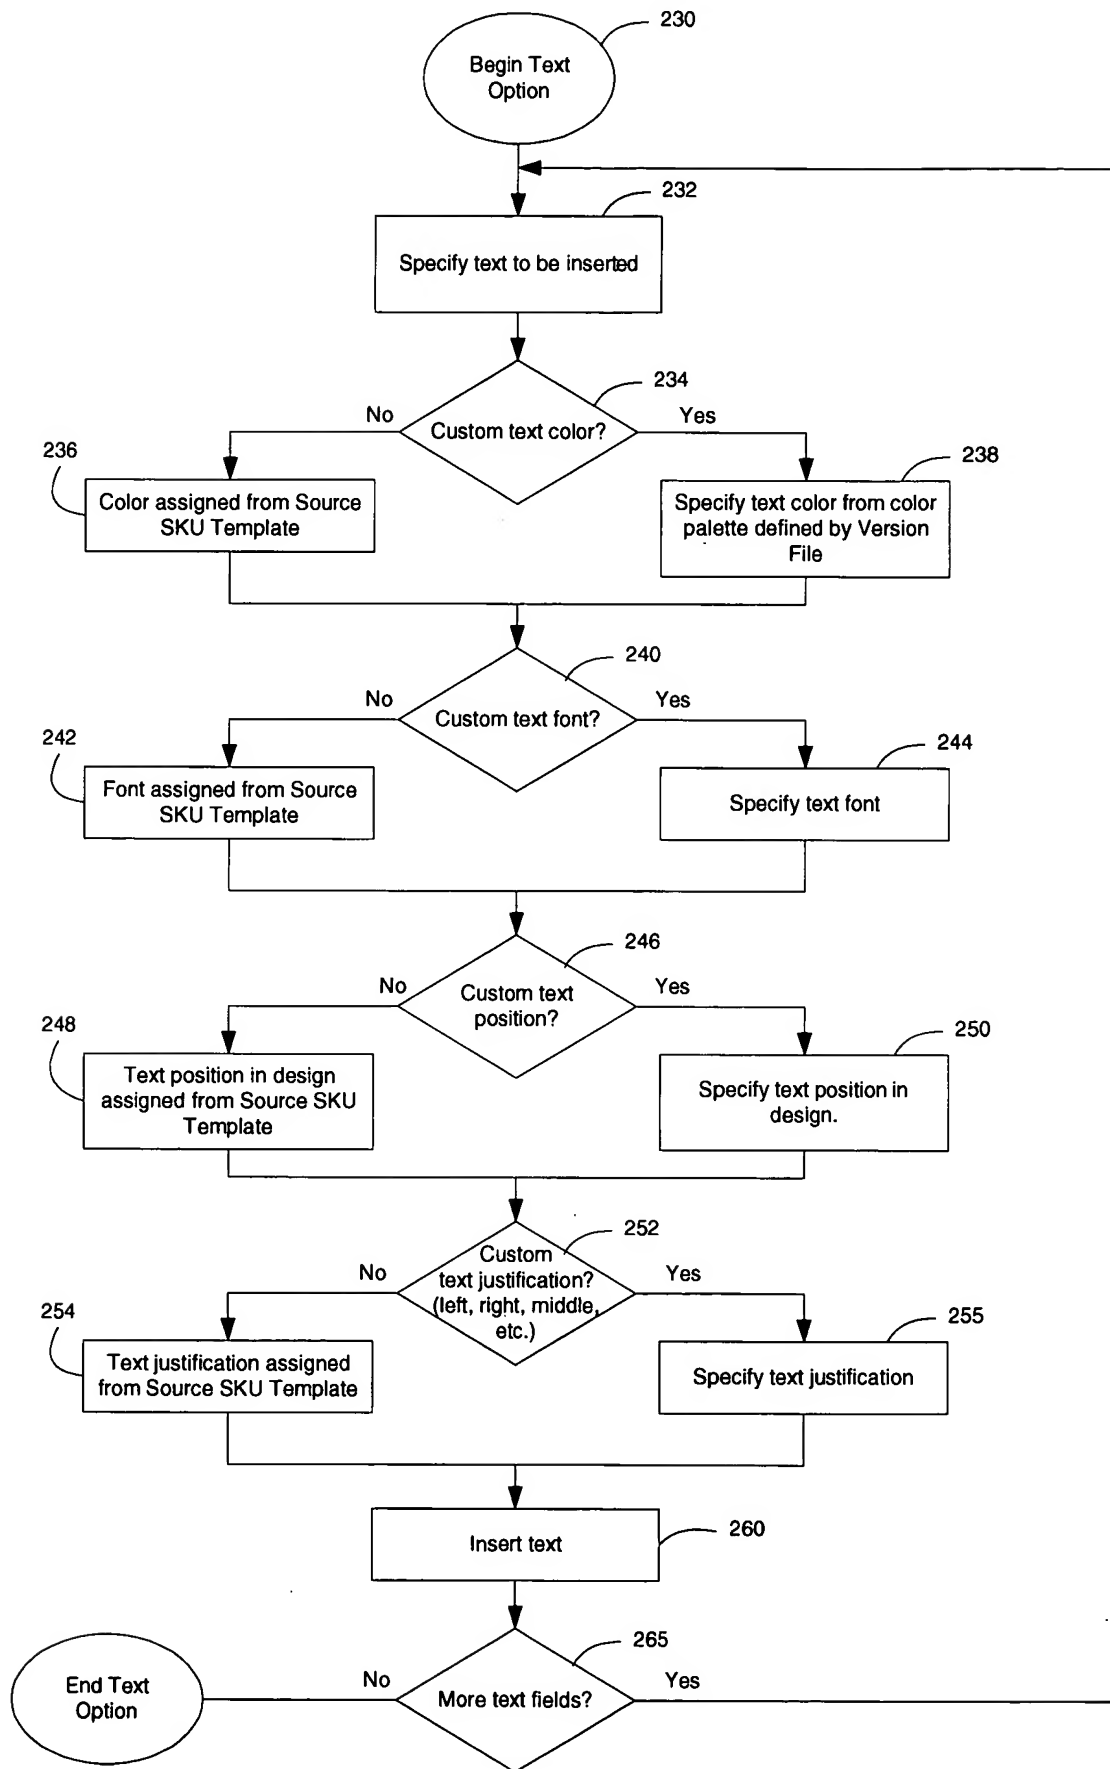 230
Begin Text
Option
232
Specify text to be inserted
234
No
Custom text color?
Yes
236
238
Color assigned from Source
SKU Template
Specify text color from color
palette defined by Version
File
240
No
Custom text font?
Yes
242
244
Font assigned from Source
SKU Template
Specify text font
246
No
Custom text
position?
Yes
248
250
Text position in design
assigned from Source SKU
Template
Specify text position in
design.
252
No
Custom
text justification?
(left, right, middle,
etc.)
Yes
254
255
Text justification assigned
from Source SKU Template
Specify text justification
Insert text
260
265
End Text
Option
No
More text fields?
Yes